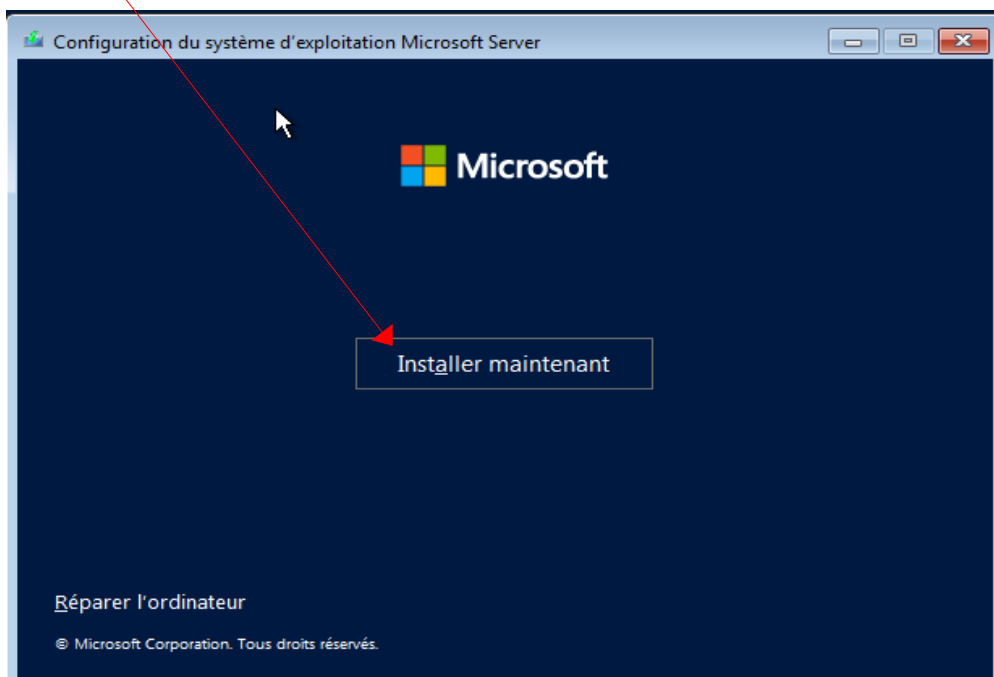 Configuration du système d'exploitation Microsoft Server
Microsoft
Installer maintenant
Réparer l'ordinateur
© Microsoft Corporation. Tous droits réservés.